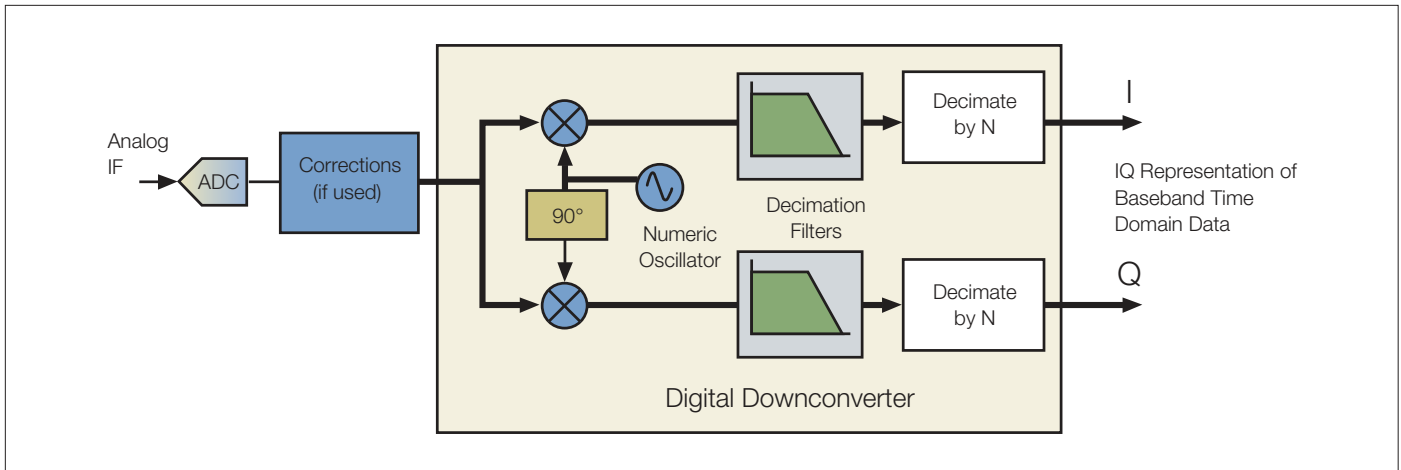 Analog
IF
ADC
Corrections
(if used)
90°
Numeric
Oscillator
Decimation
Filters
Decimate
by N
Decimate
by N
I
IQ Representation of
Baseband Time
Domain Data
Q
Digital Downconverter